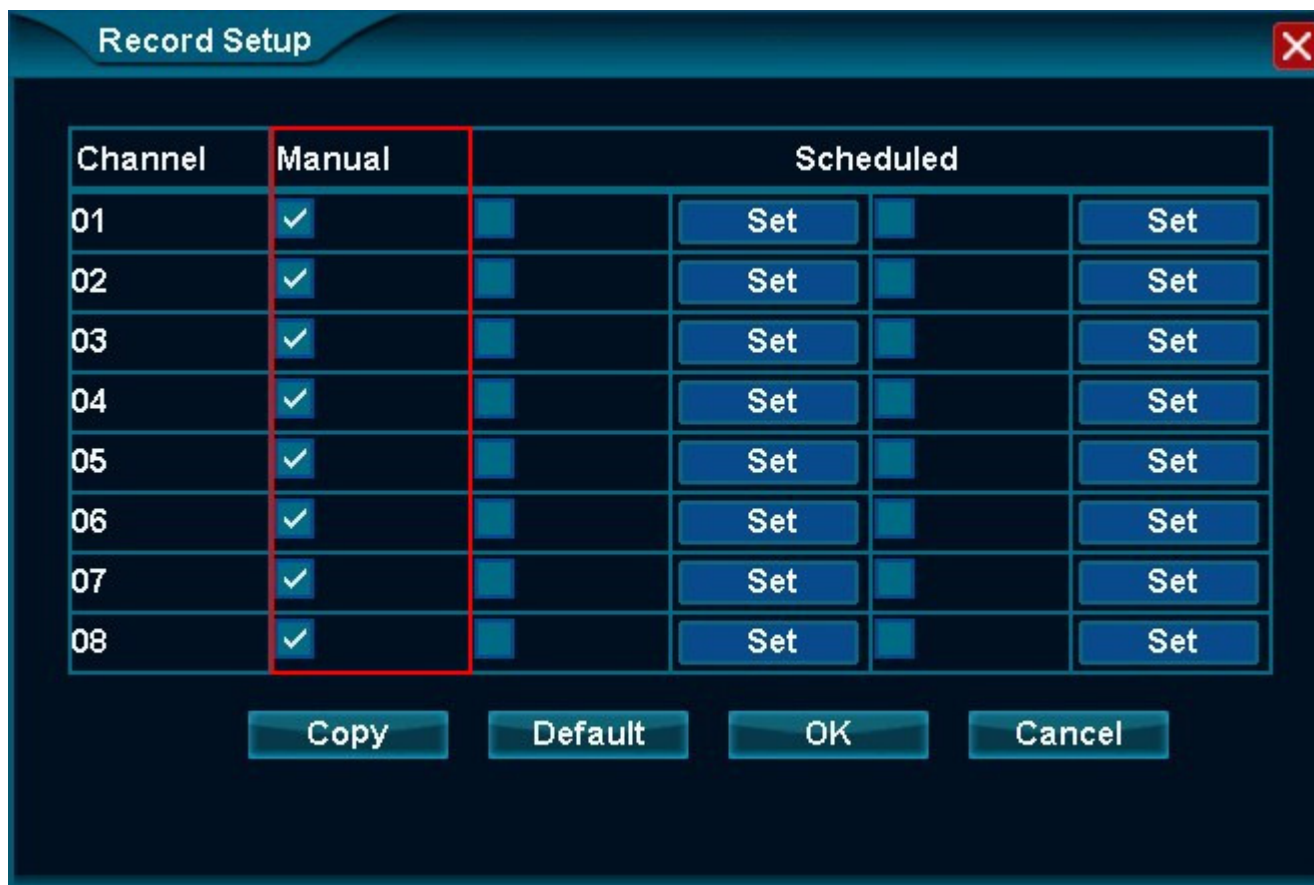 Record Setup
Channel Manual Scheduled
01 Set Set
02 Set Set
03 Set Set
04 Set Set
05 Set Set
06 Set Set
07 Set Set
08 Set Set
Copy Default OK Cancel